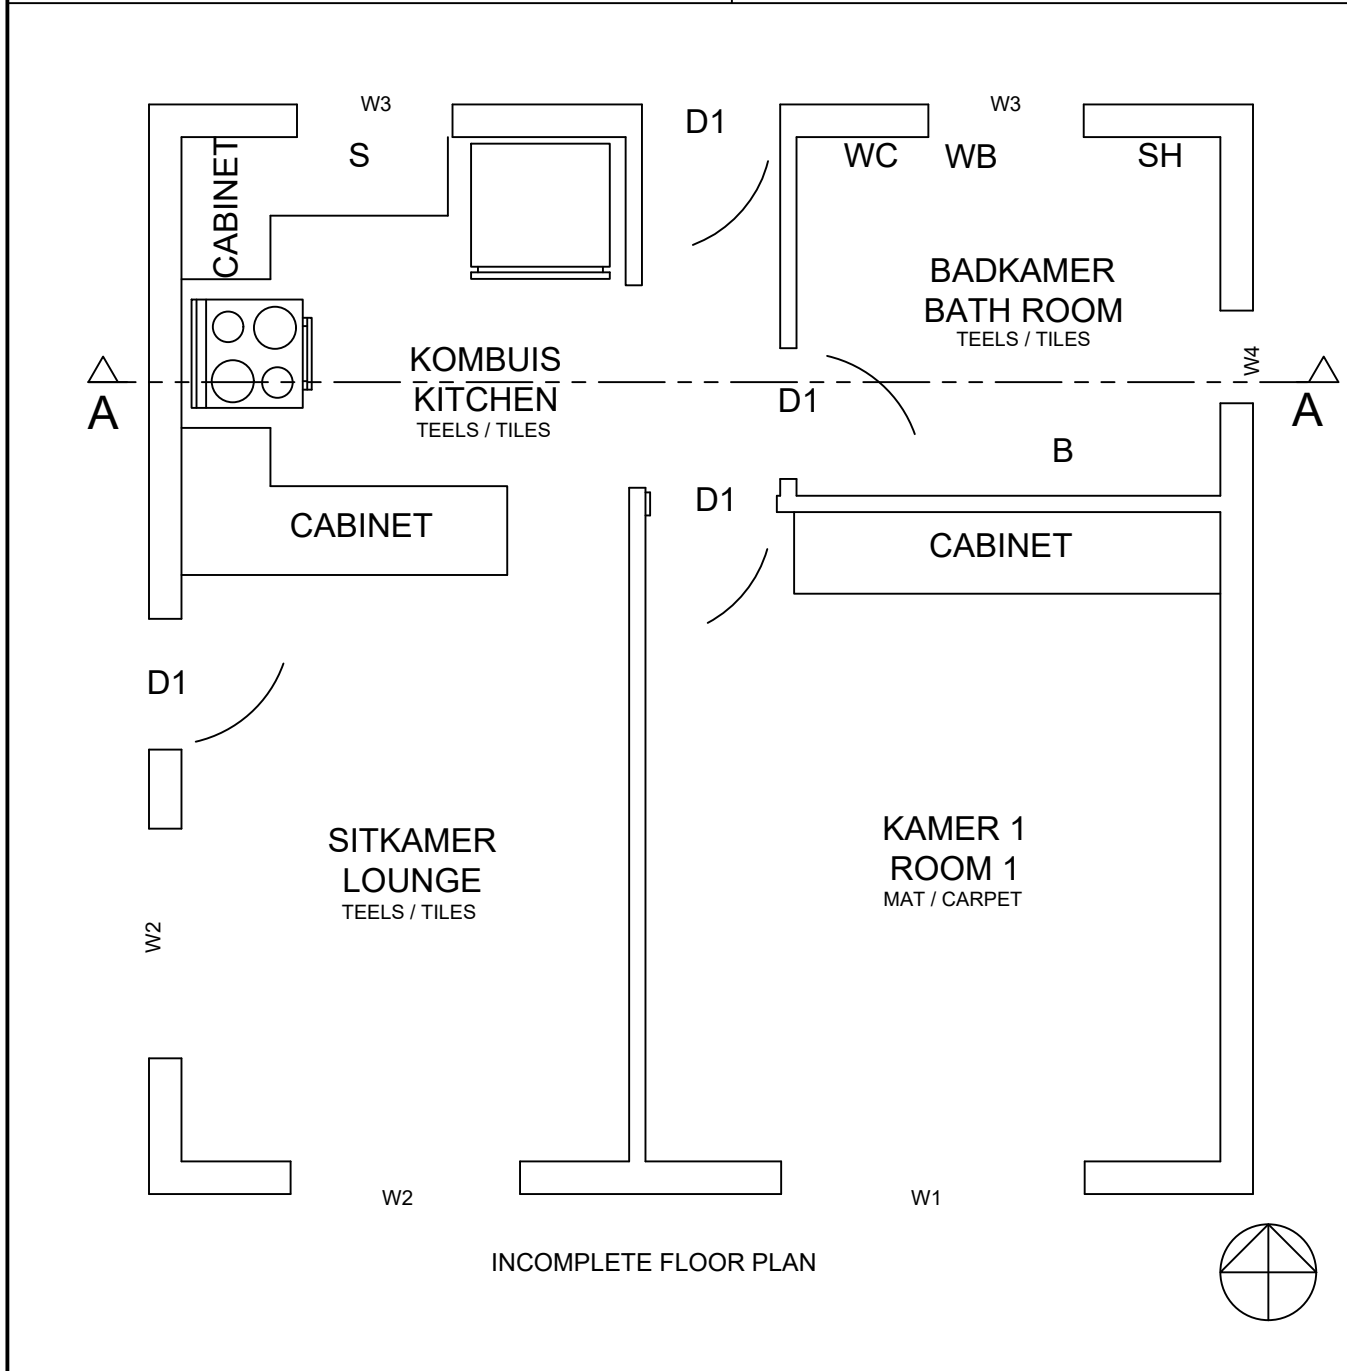 W3
D1
W3
S
WC
WB
SH
CABINET
BADKAMER
BATH ROOM
TEELS / TILES
KOMBUIS
KITCHEN
TEELS / TILES
W4
A
D1
A
B
D1
CABINET
CABINET
D1
SITKAMER
LOUNGE
TEELS / TILES
KAMER 1
ROOM 1
MAT / CARPET
W2
W2
W1
INCOMPLETE FLOOR PLAN